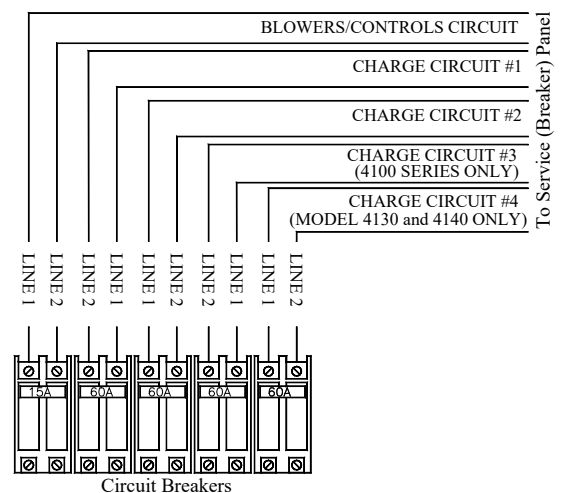 BLOWERS/CONTROLS CIRCUIT
CHARGE CIRCUIT #1
CHARGE CIRCUIT #2
CHARGE CIRCUIT #3
(4100 SERIES ONLY)
CHARGE CIRCUIT #4
(MODEL 4130 and 4140 ONLY)
To Service (Breaker) Panel
LINE 1
LINE 2
LINE 2
LINE 1
LINE 1
LINE 2
LINE 2
LINE 1
LINE 1
LINE 2
15A
60A
60A
60A
60A
Circuit Breakers